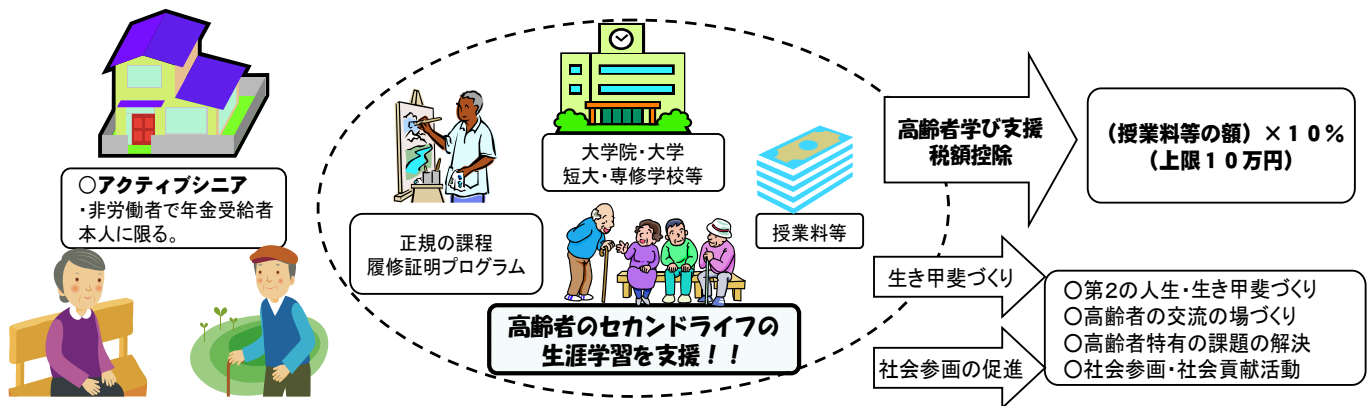 ○アクティブシニア
・非労働者で年金受給者
本人に限る。
大学院・大学
短大・専修学校等
正規の課程
履修証明プログラム
授業料等
高齢者のセカンドライフの
生涯学習を支援！！
高齢者学び支援
税額控除
（授業料等の額）×１０％
（上限１０万円）
生き甲斐づくり
社会参画の促進
○第２の人生・生き甲斐づくり
○高齢者の交流の場づくり
○高齢者特有の課題の解決
○社会参画・社会貢献活動